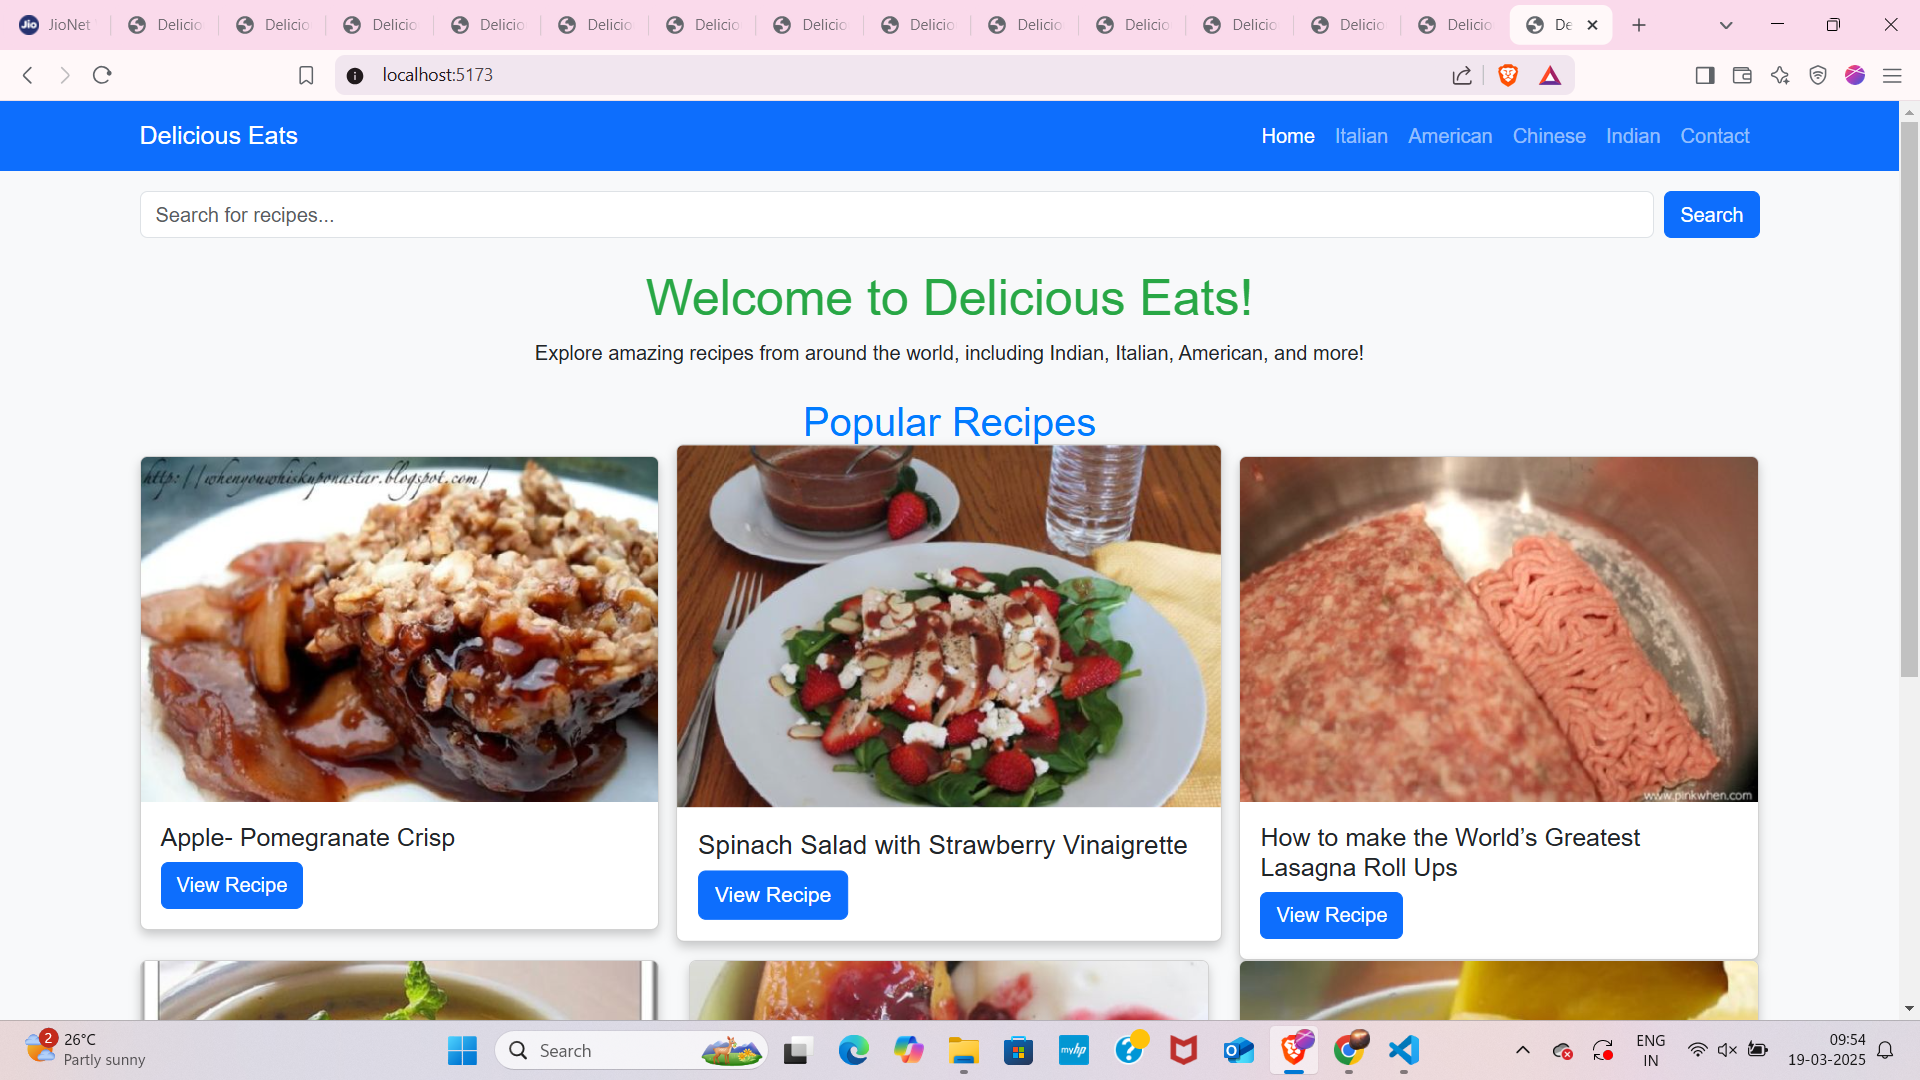 JioNet
Delicio
Delicio
Delicio
Delicio
Delicio
Delicio
Delicio
Delicio
Delicio
Delicio
Delicio
Delicio
Delicio
De
localhost:5173
Delicious Eats
Home Italian American Chinese Indian Contact
Search for recipes...
Search
Welcome to Delicious Eats!
Explore amazing recipes from around the world, including Indian, Italian, American, and more!
Popular Recipes
http://whenyouwhiskuponastar.blogspot.com/
www.pinkwhen.com
Apple- Pomegranate Crisp
View Recipe
Spinach Salad with Strawberry Vinaigrette
View Recipe
How to make the World’s Greatest
Lasagna Roll Ups
View Recipe
2
26°C
Partly sunny
Search
myhp
ENG
IN
09:54
19-03-2025